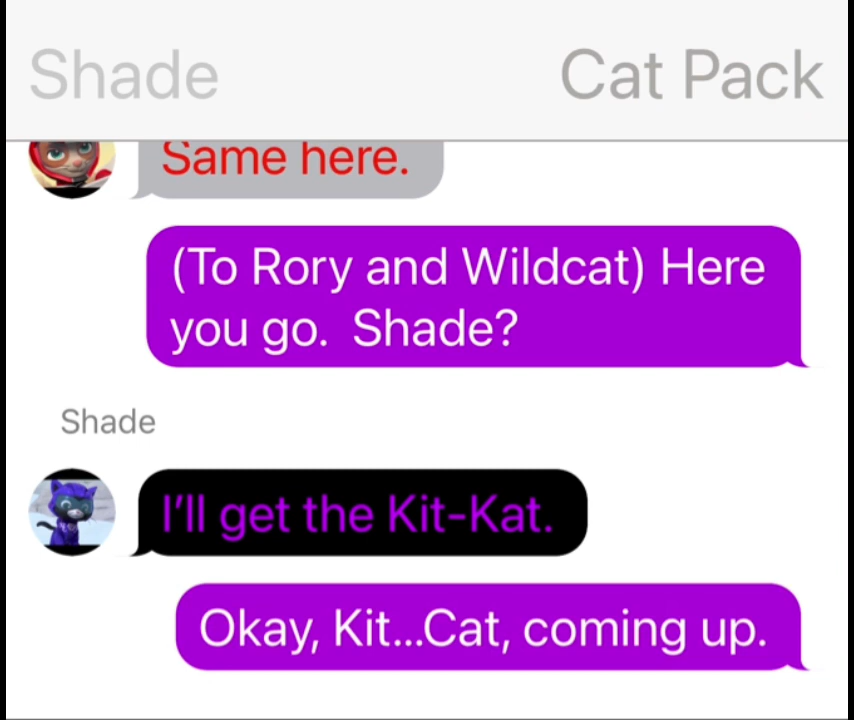 Shade Cat Pack
Same here.
(To Rory and Wildcat) Here
you go.  Shade?
Shade
I'll get the Kit-Kat.
Okay, Kit...Cat, coming up.